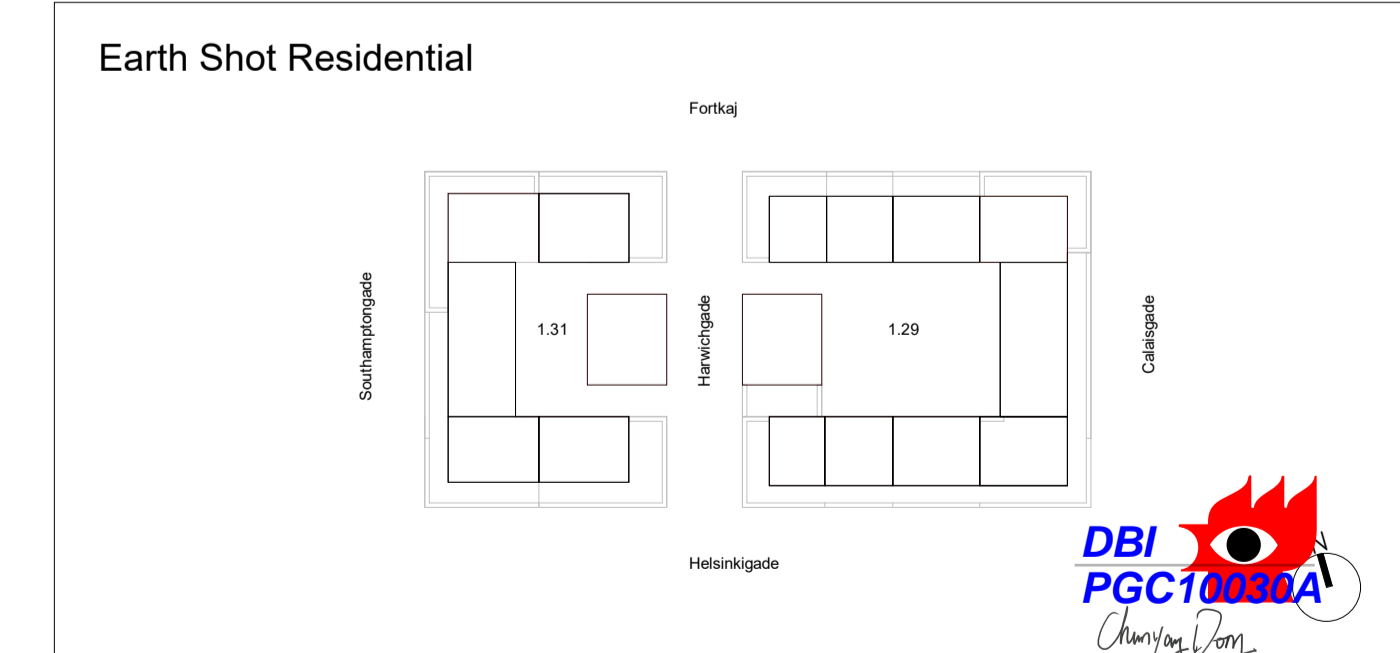 Earth Shot Residential
Fortkaj
Southamptongade
1.31
Harwichgade
1.29
Calaisgade
Helsinkigade
DBI
PGC10030A
N